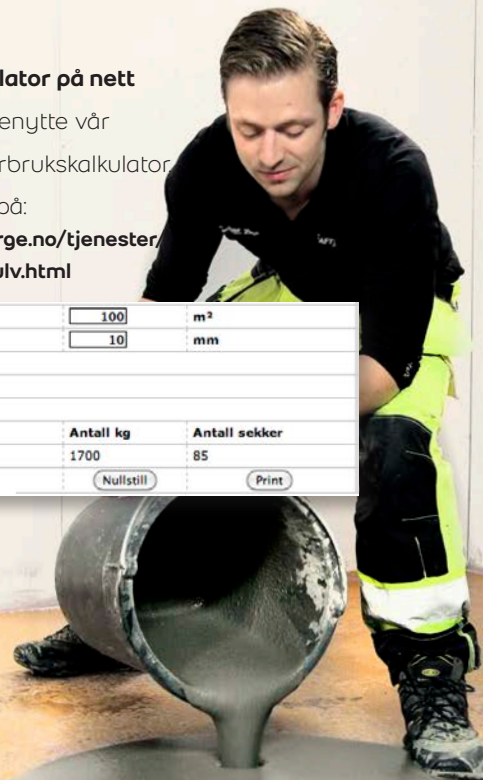 lator på nett
enytte vår
rbrukskalkulator
på:
rge.no/tjenester/
ulv.html
100 m²
10 mm
Antall kg Antall sekker
1700 85
Nullstill Print